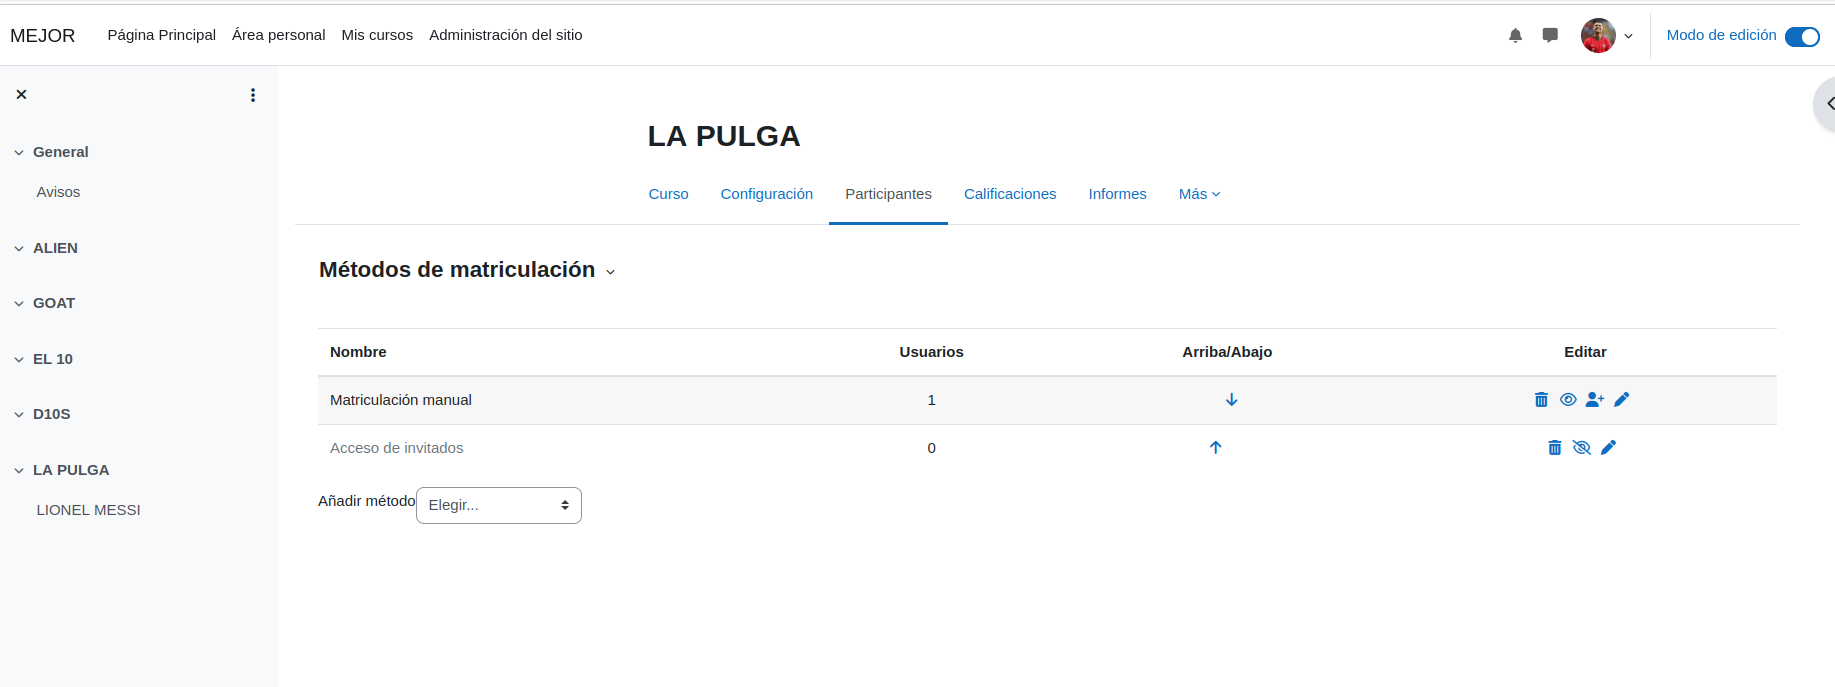 MEJOR Página Principal Área personal Mis cursos Administración del sitio Modo de edición
General
Avisos
ALIEN
GOAT
EL 10
D10S
LA PULGA
LIONEL MESSI
LA PULGA
Curso Configuración Participantes Calificaciones Informes Más
Métodos de matriculación
Nombre Usuarios Arriba/Abajo Editar
Matriculación manual 1
Acceso de invitados 0
Añadir método Elegir...